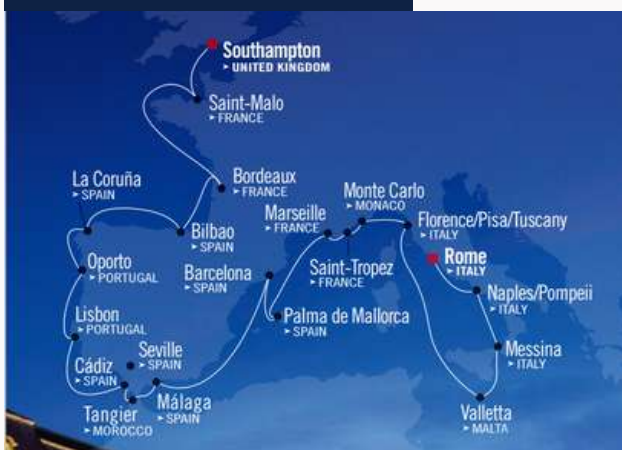 Southampton
▸ UNITED KINGDOM
Saint-Malo
▸ FRANCE
Bordeaux
▸ FRANCE
La Coruña
▸ SPAIN
Bilbao
▸ SPAIN
Oporto
▸ PORTUGAL
Lisbon
▸ PORTUGAL
Cádiz
▸ SPAIN
Seville
▸ SPAIN
Tangier
▸ MOROCCO
Málaga
▸ SPAIN
Barcelona
▸ SPAIN
Palma de Mallorca
▸ SPAIN
Marseille
▸ FRANCE
Saint-Tropez
▸ FRANCE
Monte Carlo
▸ MONACO
Florence/Pisa/Tuscany
▸ ITALY
Rome
▸ ITALY
Naples/Pompeii
▸ ITALY
Messina
▸ ITALY
Valletta
▸ MALTA